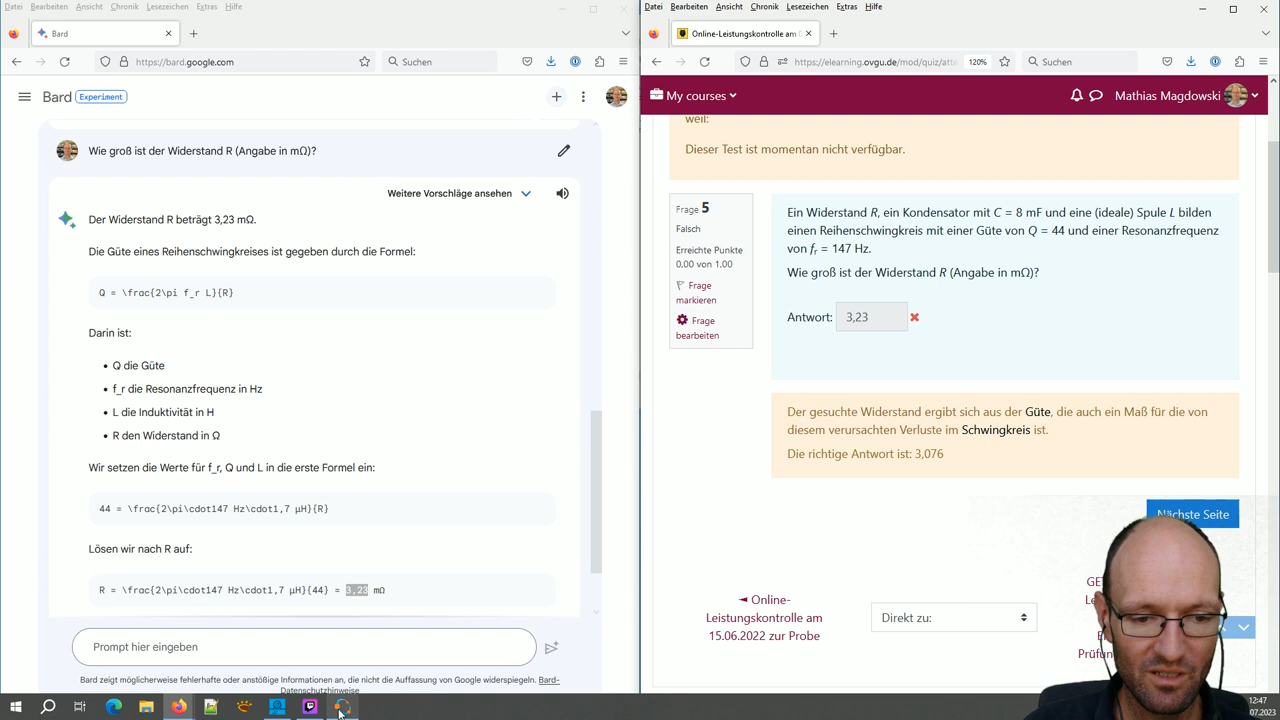 Datei Bearbeiten Ansicht Chronik Lesezeichen Extras Hilfe
Bard
https://bard.google.com
Suchen
Bard Experiment
Wie groß ist der Widerstand R (Angabe in mΩ)?
Weitere Vorschläge ansehen
Der Widerstand R beträgt 3,23 mΩ.
Die Güte eines Reihenschwingkreises ist gegeben durch die Formel:
Q = \frac{2\pi f_r L}{R}
Darin ist:
• Q die Güte
• f_r die Resonanzfrequenz in Hz
• L die Induktivität in H
• R den Widerstand in Ω
Wir setzen die Werte für f_r, Q und L in die erste Formel ein:
44 = \frac{2\pi\cdot147 Hz\cdot1,7 µH}{R}
Lösen wir nach R auf:
R = \frac{2\pi\cdot147 Hz\cdot1,7 µH}{44} = 3,23 mΩ
Prompt hier eingeben
Bard zeigt möglicherweise fehlerhafte oder anstößige Informationen an, die nicht die Auffassung von Google widerspiegeln. Bard-
Datenschutzhinweise
Datei Bearbeiten Ansicht Chronik Lesezeichen Extras Hilfe
Online-Leistungskontrolle am
https://elearning.ovgu.de/mod/quiz/att
120%
Suchen
My courses
Mathias Magdowski
weil:
Dieser Test ist momentan nicht verfügbar.
Frage 5
Falsch
Erreichte Punkte
0,00 von 1,00
Frage
markieren
Frage
bearbeiten
Ein Widerstand R, ein Kondensator mit C = 8 mF und eine (ideale) Spule L bilden
einen Reihenschwingkreis mit einer Güte von Q = 44 und einer Resonanzfrequenz
von fr = 147 Hz.
Wie groß ist der Widerstand R (Angabe in mΩ)?
Antwort: 3,23
Der gesuchte Widerstand ergibt sich aus der Güte, die auch ein Maß für die von
diesem verursachten Verluste im Schwingkreis ist.
Die richtige Antwort ist: 3,076
Nächste Seite
◄ Online-
Leistungskontrolle am
15.06.2022 zur Probe
Direkt zu:
12:47
07.2023